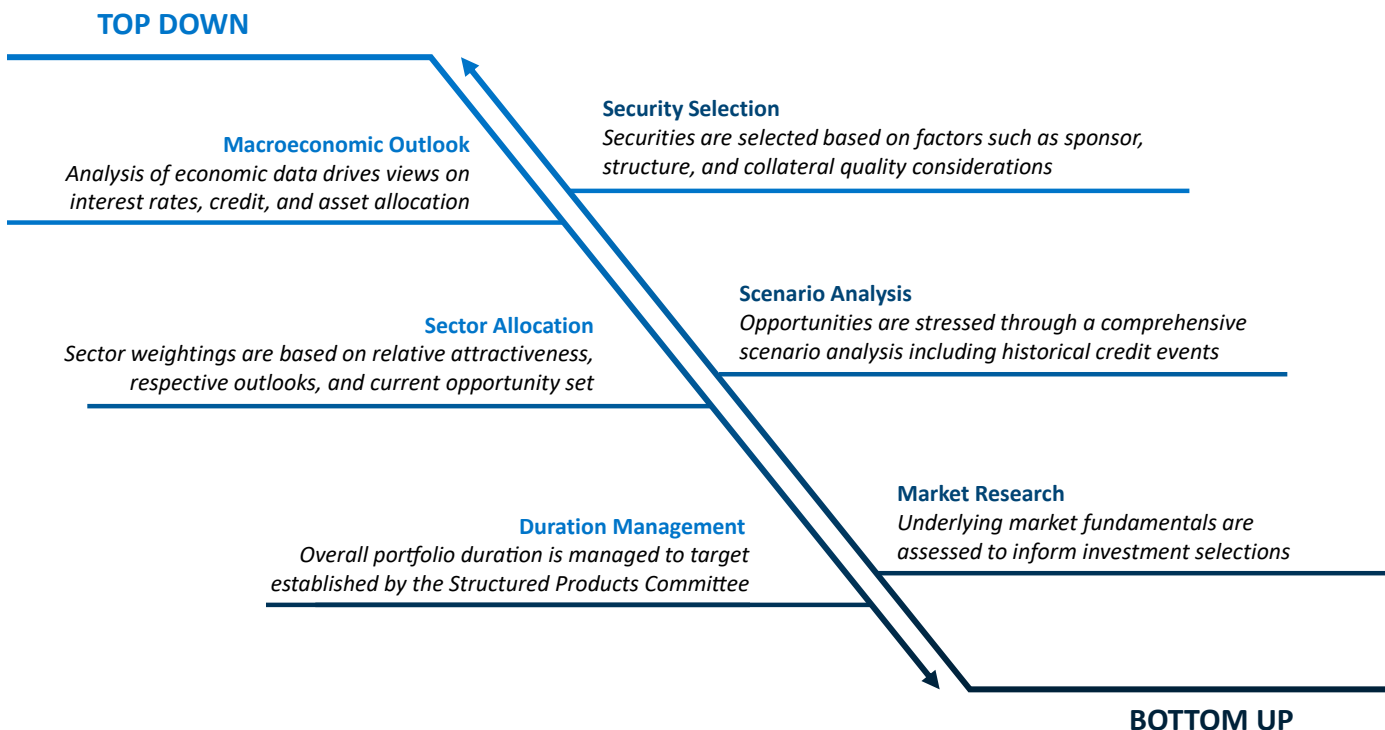 TOP DOWN
Macroeconomic Outlook
Analysis of economic data drives views on
interest rates, credit, and asset allocation
Sector Allocation
Sector weightings are based on relative attractiveness,
respective outlooks, and current opportunity set
Duration Management
Overall portfolio duration is managed to target
established by the Structured Products Committee
Security Selection
Securities are selected based on factors such as sponsor,
structure, and collateral quality considerations
Scenario Analysis
Opportunities are stressed through a comprehensive
scenario analysis including historical credit events
Market Research
Underlying market fundamentals are
assessed to inform investment selections
BOTTOM UP